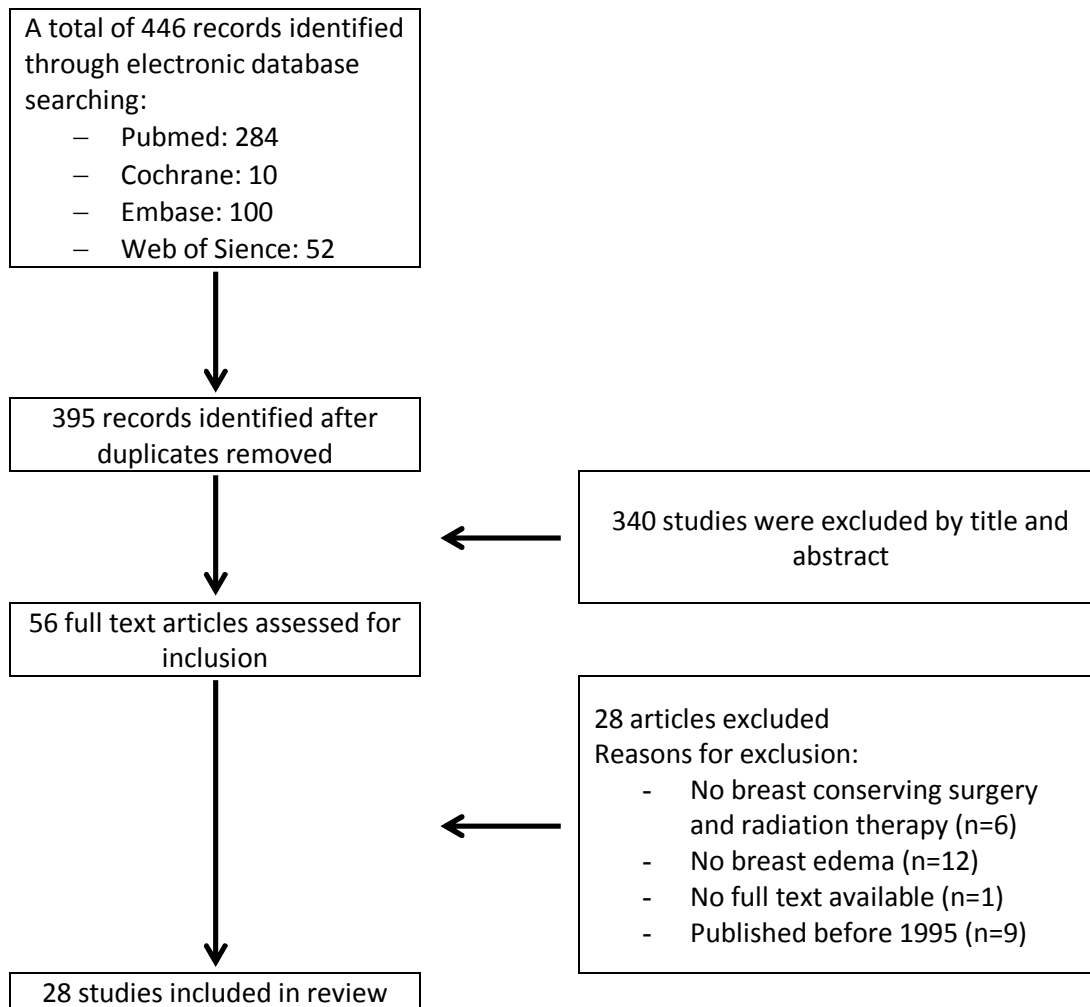 A total of 446 records identified
through electronic database
searching:
– Pubmed: 284
– Cochrane: 10
– Embase: 100
– Web of Sience: 52
395 records identified after
duplicates removed
340 studies were excluded by title and
abstract
56 full text articles assessed for
inclusion
28 articles excluded
Reasons for exclusion:
- No breast conserving surgery
and radiation therapy (n=6)
- No breast edema (n=12)
- No full text available (n=1)
- Published before 1995 (n=9)
28 studies included in review